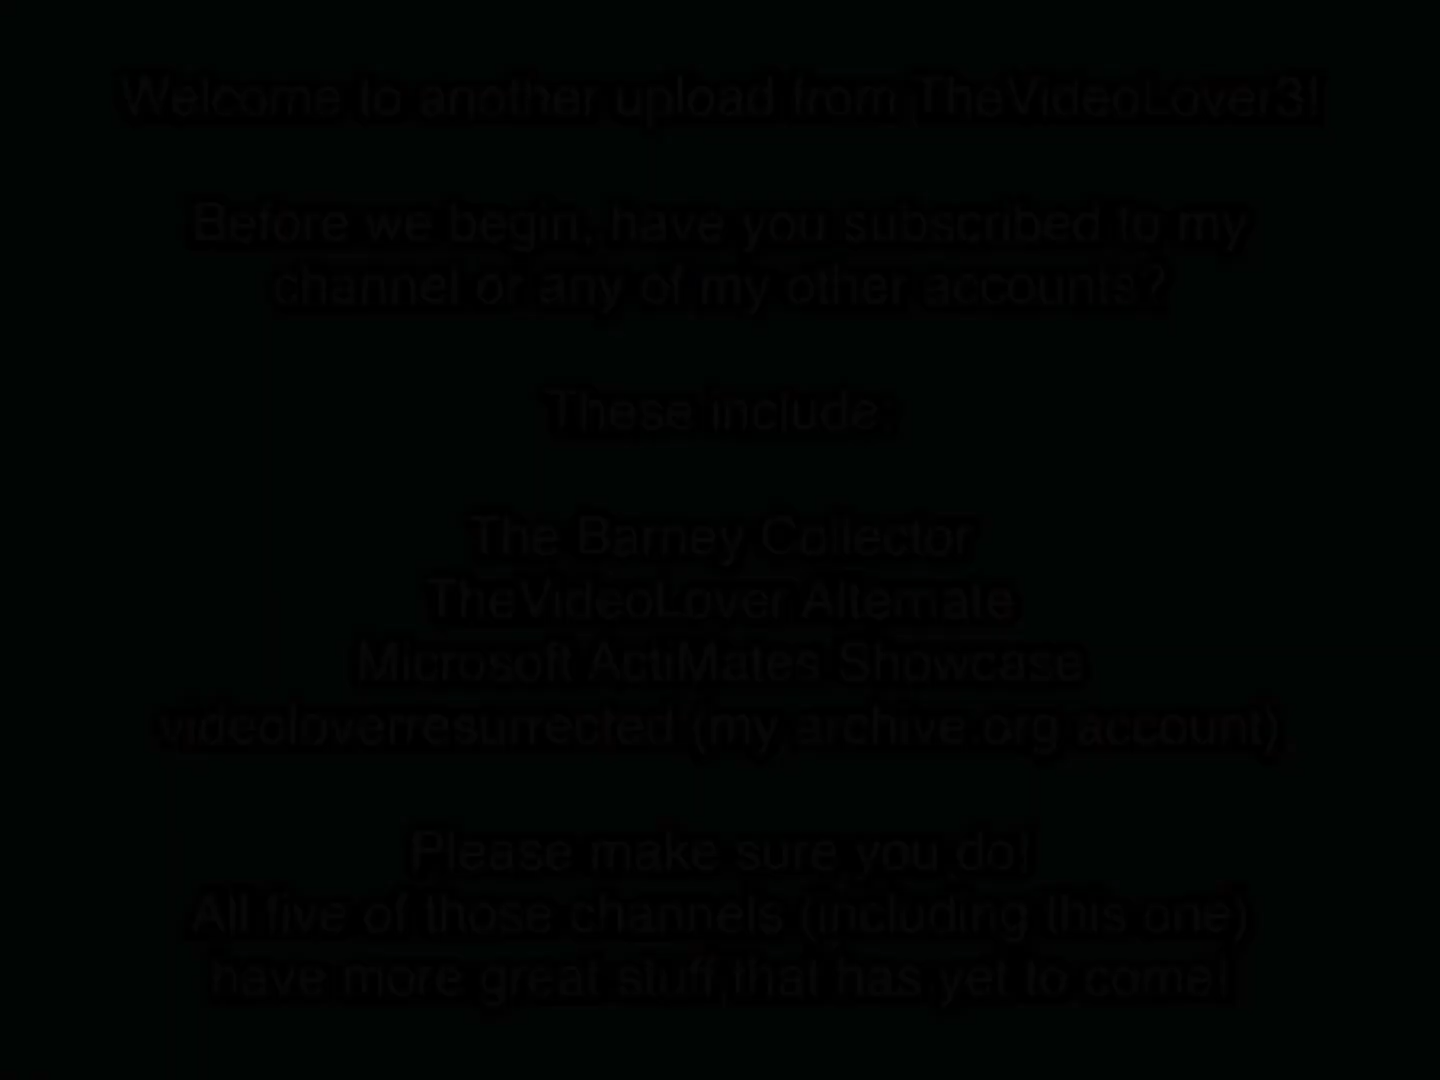 Welcome to another upload from TheVideoLover3!
Before we begin, have you subscribed to my
channel or any of my other accounts?
These include:
The Barney Collector
TheVideoLover Alternate
Microsoft ActiMates Showcase
videoloverresurrected (my archive.org account)
Please make sure you do!
All five of those channels (including this one)
have more great stuff that has yet to come!